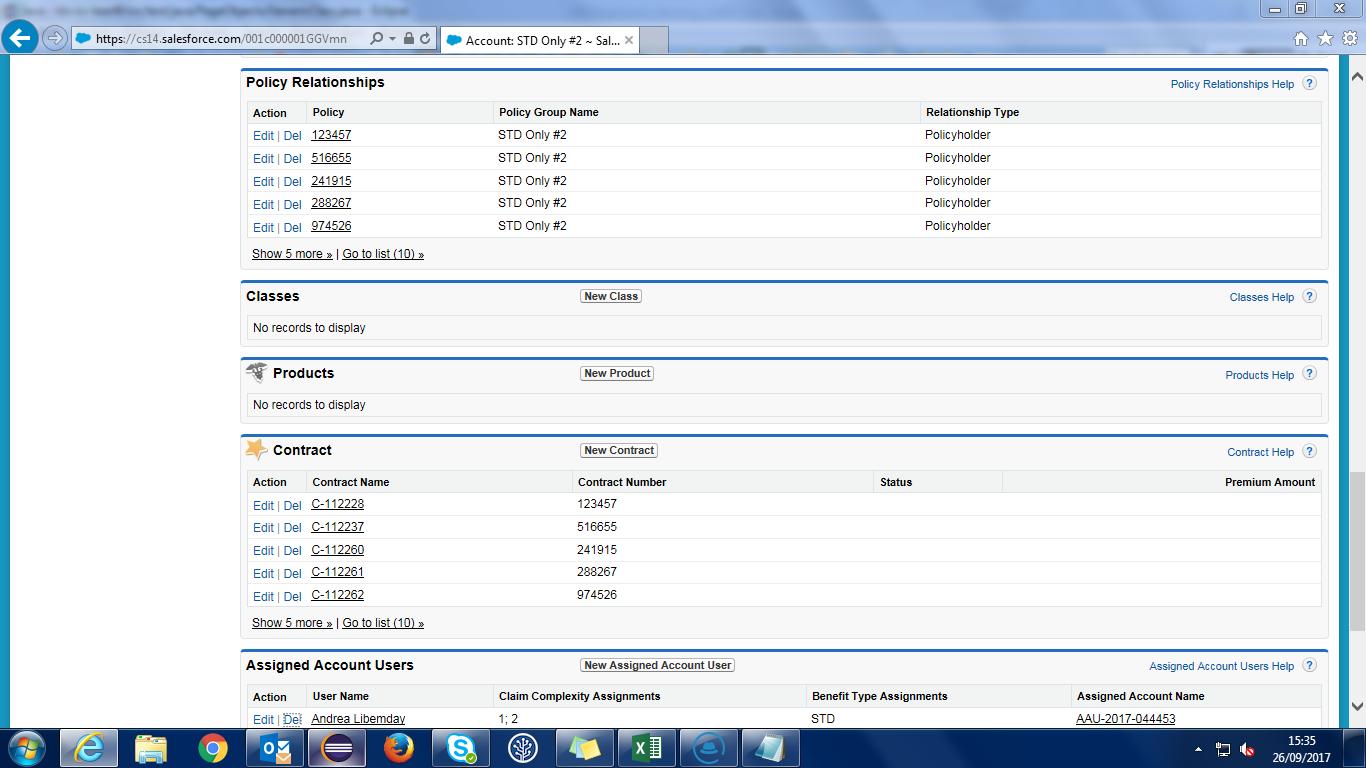 https://cs14.salesforce.com/001c000001GGVmn
Account: STD Only #2 ~ Sal...
Policy Relationships
Policy Relationships Help ?
Action Policy Policy Group Name Relationship Type
Edit | Del 123457 STD Only #2 Policyholder
Edit | Del 516655 STD Only #2 Policyholder
Edit | Del 241915 STD Only #2 Policyholder
Edit | Del 288267 STD Only #2 Policyholder
Edit | Del 974526 STD Only #2 Policyholder
Show 5 more » | Go to list (10) »
Classes New Class Classes Help ?
No records to display
Products New Product Products Help ?
No records to display
Contract New Contract Contract Help ?
Action Contract Name Contract Number Status Premium Amount
Edit | Del C-112228 123457
Edit | Del C-112237 516655
Edit | Del C-112260 241915
Edit | Del C-112261 288267
Edit | Del C-112262 974526
Show 5 more » | Go to list (10) »
Assigned Account Users New Assigned Account User Assigned Account Users Help ?
Action User Name Claim Complexity Assignments Benefit Type Assignments Assigned Account Name
Edit | Del Andrea Libemday 1; 2 STD AAU-2017-044453
15:35
26/09/2017